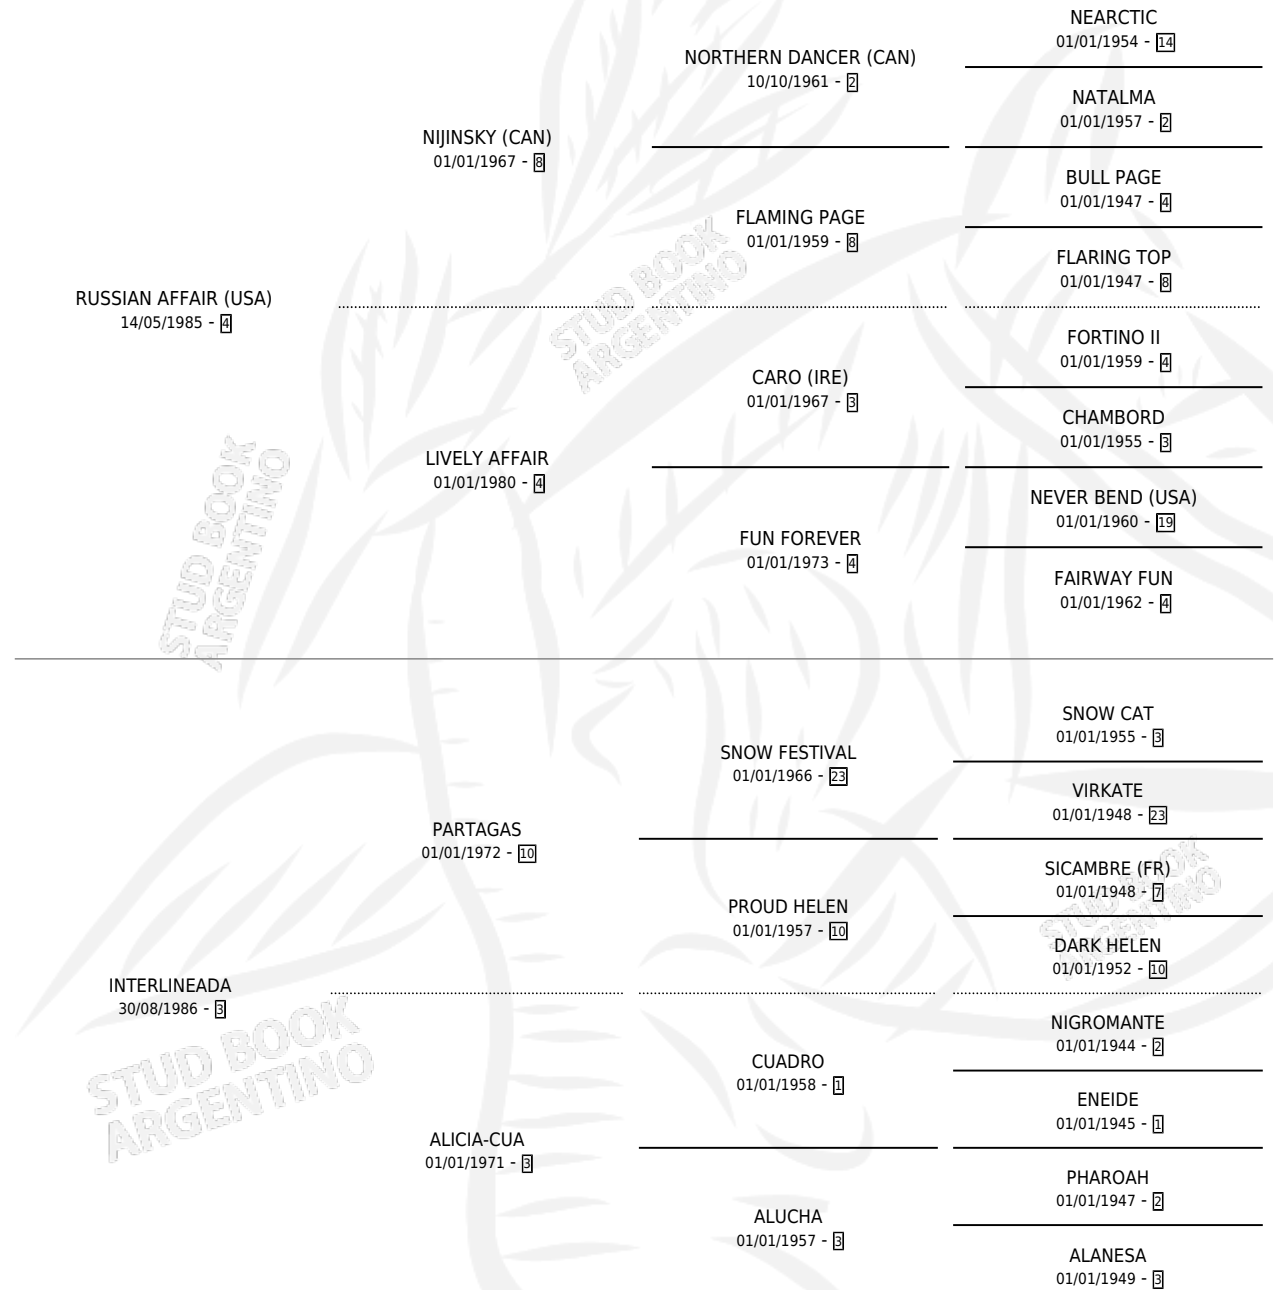 NEARCTIC
01/01/1954 - 14
NORTHERN DANCER (CAN)
10/10/1961 - 2
NATALMA
01/01/1957 - 2
NIJINSKY (CAN)
01/01/1967 - 8
BULL PAGE
01/01/1947 - 4
FLAMING PAGE
01/01/1959 - 8
FLARING TOP
01/01/1947 - 8
RUSSIAN AFFAIR (USA)
14/05/1985 - 4
FORTINO II
01/01/1959 - 4
CARO (IRE)
01/01/1967 - 3
CHAMBORD
01/01/1955 - 3
LIVELY AFFAIR
01/01/1980 - 4
NEVER BEND (USA)
01/01/1960 - 19
FUN FOREVER
01/01/1973 - 4
FAIRWAY FUN
01/01/1962 - 4
SNOW CAT
01/01/1955 - 3
SNOW FESTIVAL
01/01/1966 - 23
VIRKATE
01/01/1948 - 23
PARTAGAS
01/01/1972 - 10
SICAMBRE (FR)
01/01/1948 - 7
PROUD HELEN
01/01/1957 - 10
DARK HELEN
01/01/1952 - 10
INTERLINEADA
30/08/1986 - 3
NIGROMANTE
01/01/1944 - 2
CUADRO
01/01/1958 - 1
ENEIDE
01/01/1945 - 1
ALICIA-CUA
01/01/1971 - 3
PHAROAH
01/01/1947 - 2
ALUCHA
01/01/1957 - 3
ALANESA
01/01/1949 - 3
STUD BOOK
ARGENTINO
STUD BOOK
ARGENTINO
STUD BOOK
ARGENTINO
STUD BOOK
ARGENTINO